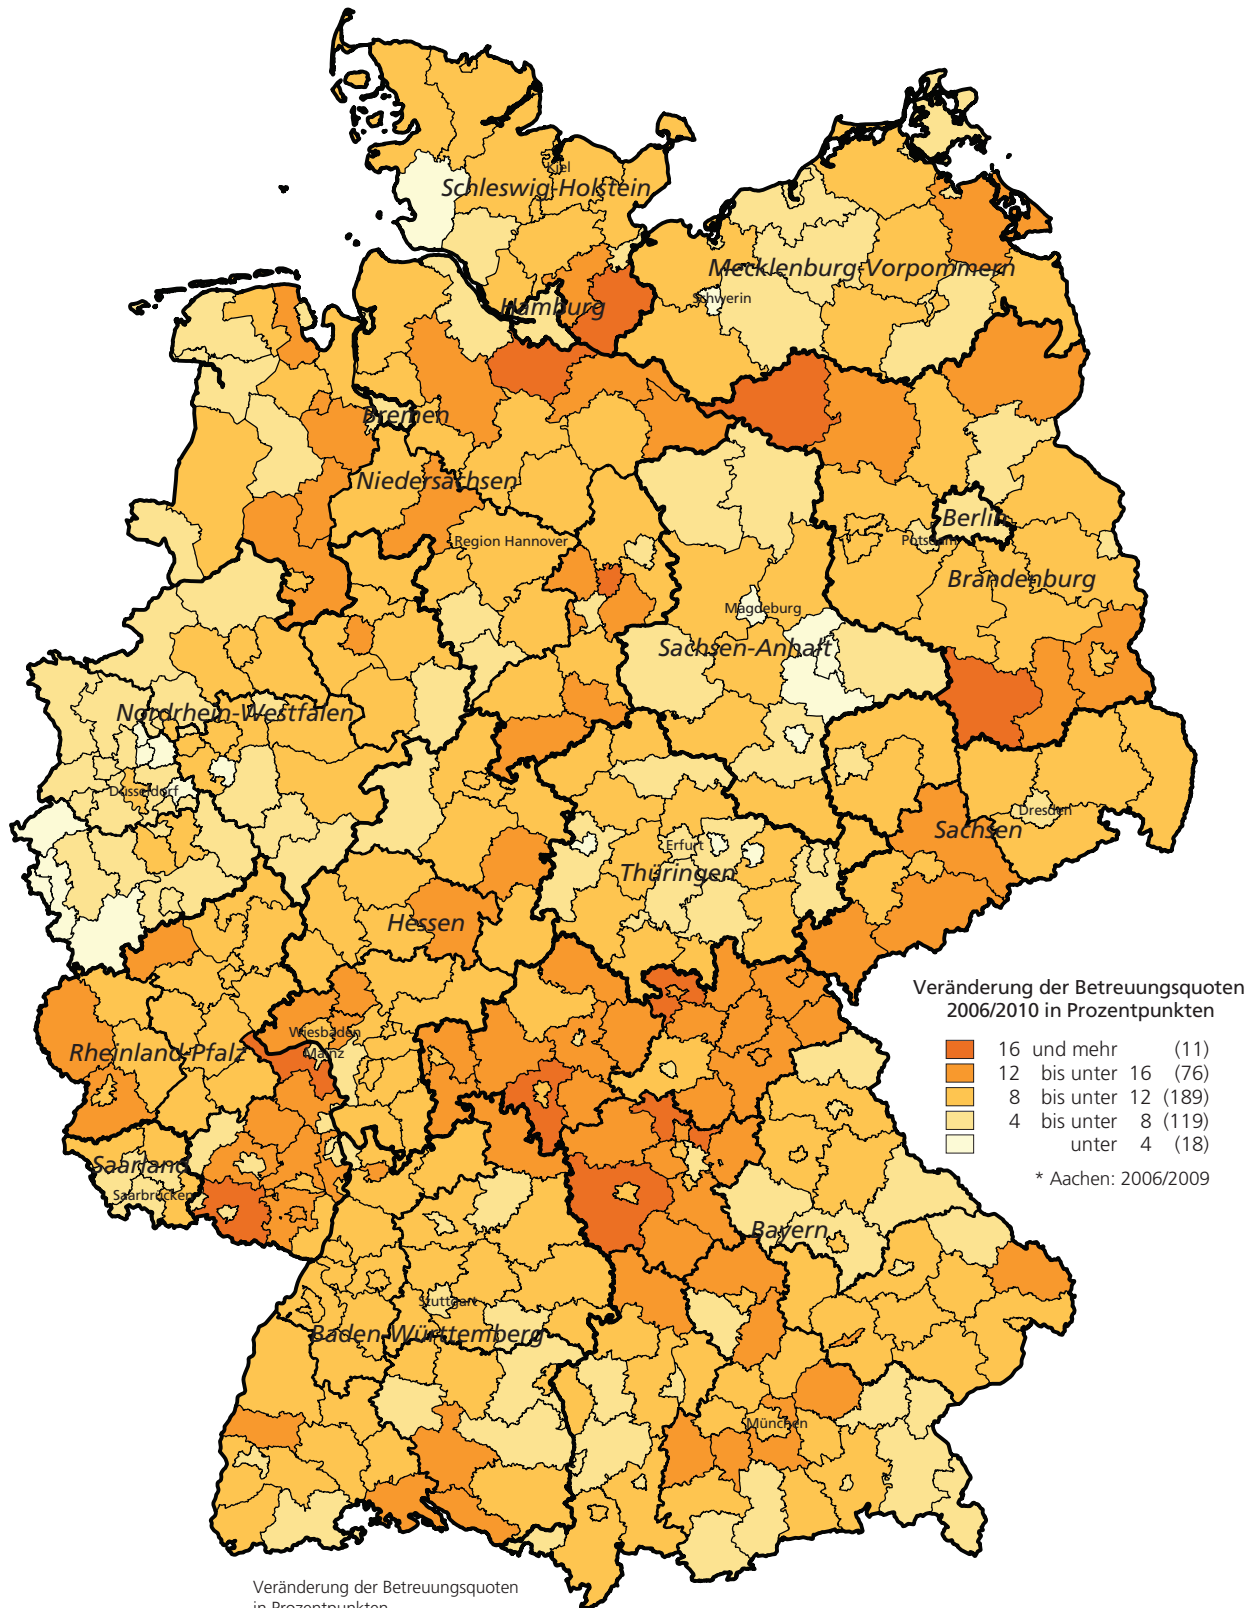 Kiel
Schleswig-Holstein
Mecklenburg-Vorpommern
Schwerin
Hamburg
Bremen
Niedersachsen
Region Hannover
Berlin
Potsdam
Brandenburg
Magdeburg
Sachsen-Anhalt
Nordrhein-Westfalen
Düsseldorf
Dresden
Sachsen
Erfurt
Thüringen
Hessen
Wiesbaden
Mainz
Rheinland-Pfalz
Saarland
Saarbrücken
Bayern
Stuttgart
Baden-Württemberg
München
Veränderung der Betreuungsquoten
2006/2010 in Prozentpunkten
16 und mehr (11)
12 bis unter 16 (76)
8 bis unter 12 (189)
4 bis unter 8 (119)
unter 4 (18)
* Aachen: 2006/2009
Veränderung der Betreuungsquoten
in Prozentpunkten